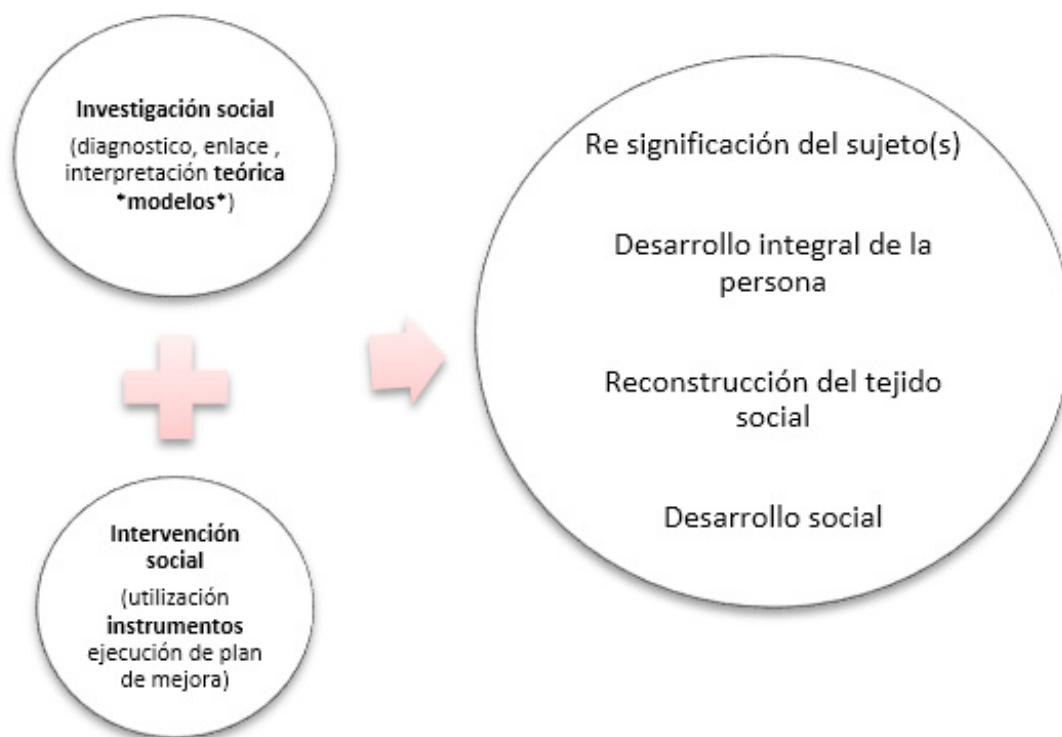 Investigación social
(diagnostico, enlace ,
interpretación teórica
*modelos*)
Intervención
social
(utilización
instrumentos
ejecución de plan
de mejora)
Re significación del sujeto(s)
Desarrollo integral de la
persona
Reconstrucción del tejido
social
Desarrollo social